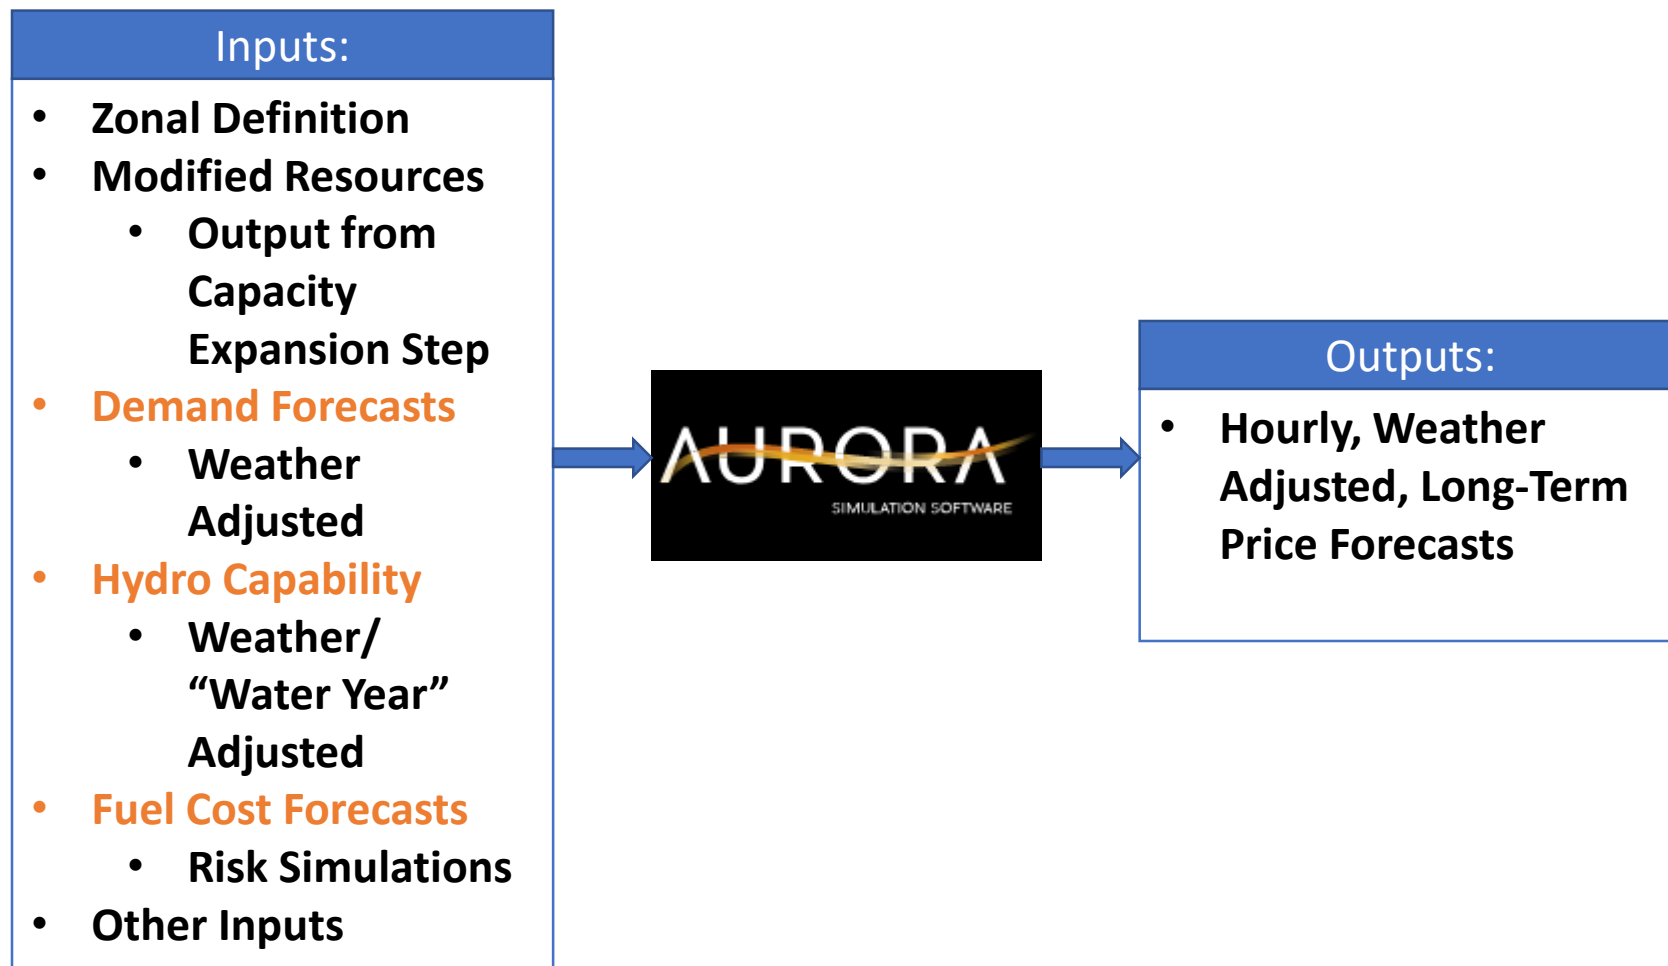 Inputs:
• Zonal Definition
• Modified Resources
• Output from
Capacity
Expansion Step
• Demand Forecasts
• Weather
Adjusted
• Hydro Capability
• Weather/
“Water Year”
Adjusted
• Fuel Cost Forecasts
• Risk Simulations
• Other Inputs
AURORA
SIMULATION SOFTWARE
Outputs:
• Hourly, Weather
Adjusted, Long-Term
Price Forecasts